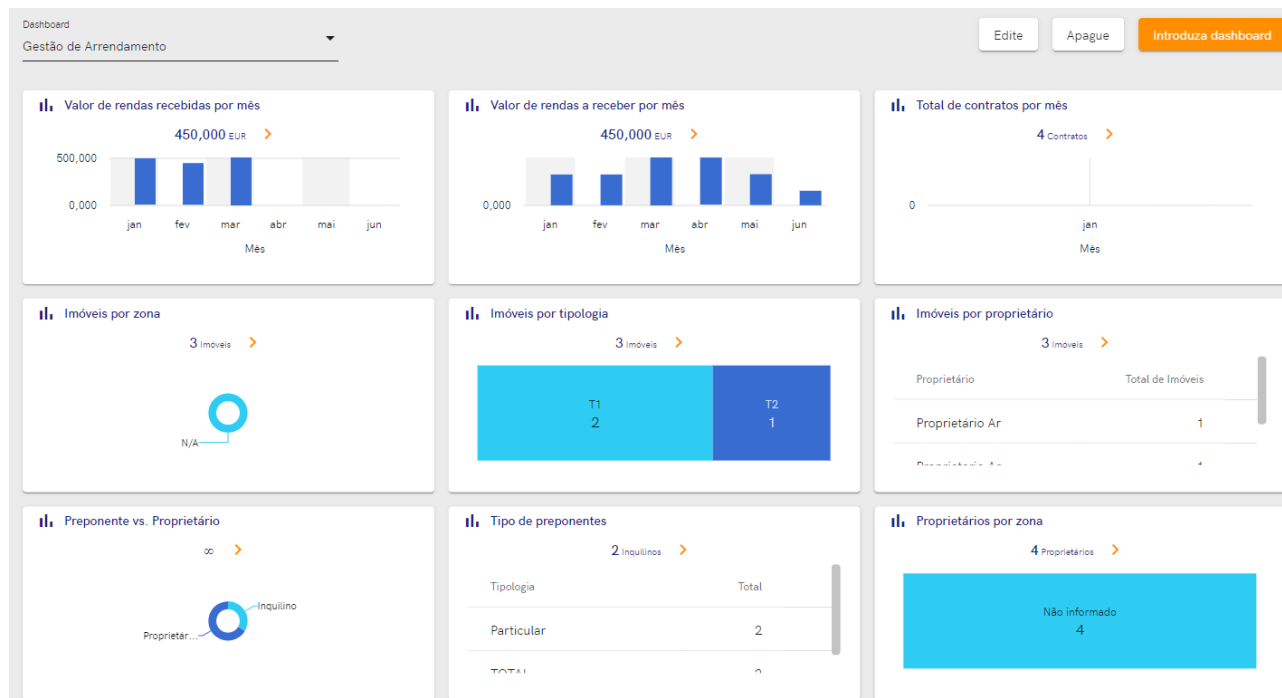 Dashboard
Gestão de Arrendamento
Edite
Apague
Introduza dashboard
Valor de rendas recebidas por mês
450,000 EUR
500,000
0,000
jan fev mar abr mai jun
Mês
Valor de rendas a receber por mês
450,000 EUR
0,000
jan fev mar abr mai jun
Mês
Total de contratos por mês
4 Contratos
0
jan
Mês
Imóveis por zona
3 Imóveis
N/A
Imóveis por tipologia
3 Imóveis
T1
2
T2
1
Imóveis por proprietário
3 Imóveis
Proprietário Total de Imóveis
Proprietário Ar 1
Preponente vs. Proprietário
∞
Inquilino
Proprietár...
Tipo de preponentes
2 Inquilinos
Tipologia Total
Particular 2
TOTAL
Proprietários por zona
4 Proprietários
Não informado
4